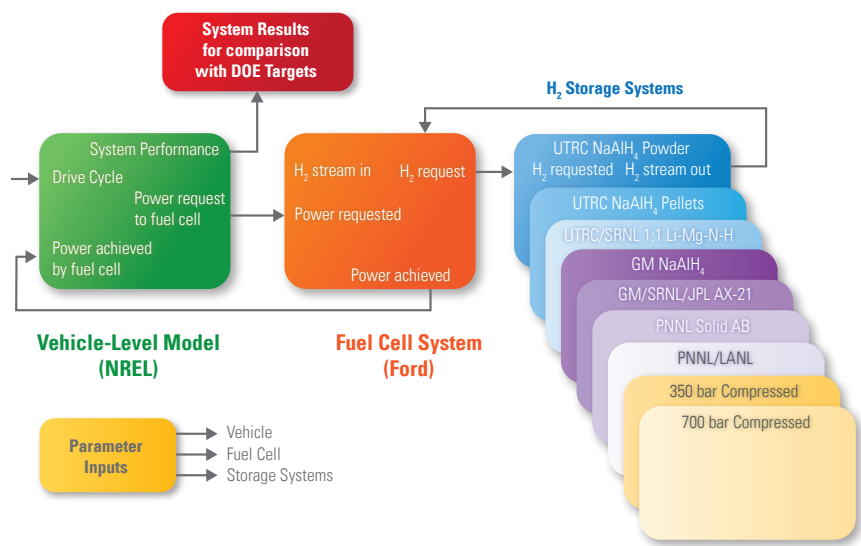 System Results
for comparison
with DOE Targets
H₂ Storage Systems
System Performance
Drive Cycle
Power request
to fuel cell
Power achieved
by fuel cell
Vehicle-Level Model
(NREL)
H₂ stream in
H₂ request
Power requested
Power achieved
Fuel Cell System
(Ford)
UTRC NaAlH₄ Powder
H₂ requested H₂ stream out
UTRC NaAlH₄ Pellets
UTRC/SRNL 1:1 Li-Mg-N-H
GM NaAlH₄
GM/SRNL/JPL AX-21
PNNL Solid AB
PNNL/LANL
350 bar Compressed
700 bar Compressed
Parameter
Inputs
Vehicle
Fuel Cell
Storage Systems